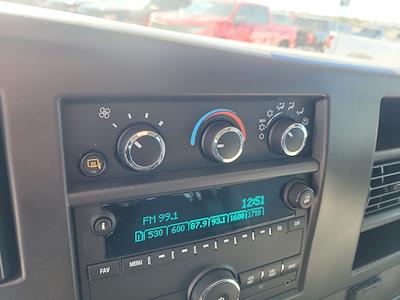 12:51
FM 99.1
1 530 600 87.9 93.1 1600 1710
FAV MENU